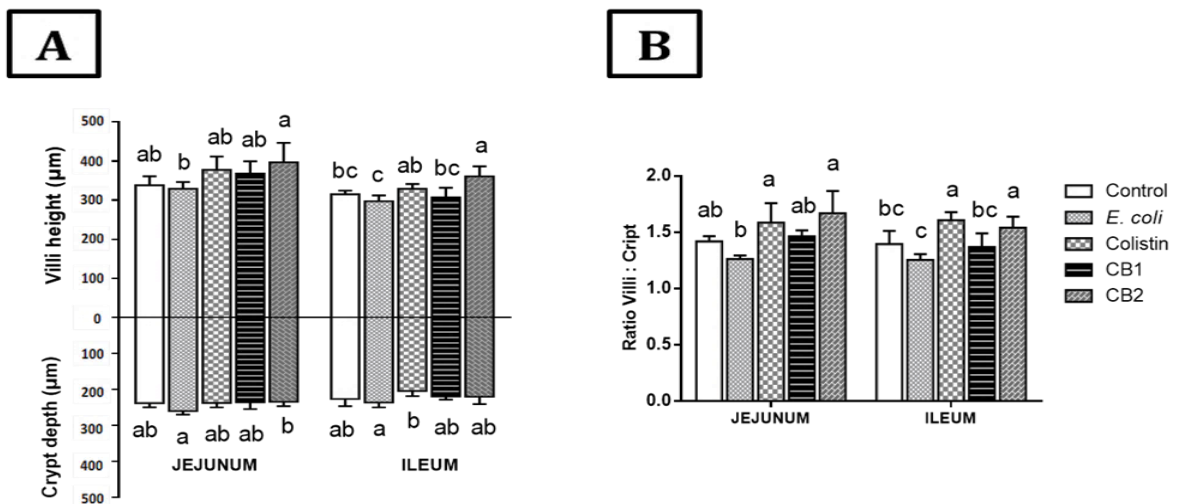 A
B
Villi height (µm)
Crypt depth (µm)
500
400
300
200
100
0
100
200
300
400
500
ab b ab ab a
bc c ab bc a
ab a ab ab b
ab a b ab ab
JEJUNUM ILEUM
Ratio Villi : Cript
2.0
1.5
1.0
0.5
0.0
ab b a ab a
bc c a bc a
JEJUNUM ILEUM
Control
E. coli
Colistin
CB1
CB2